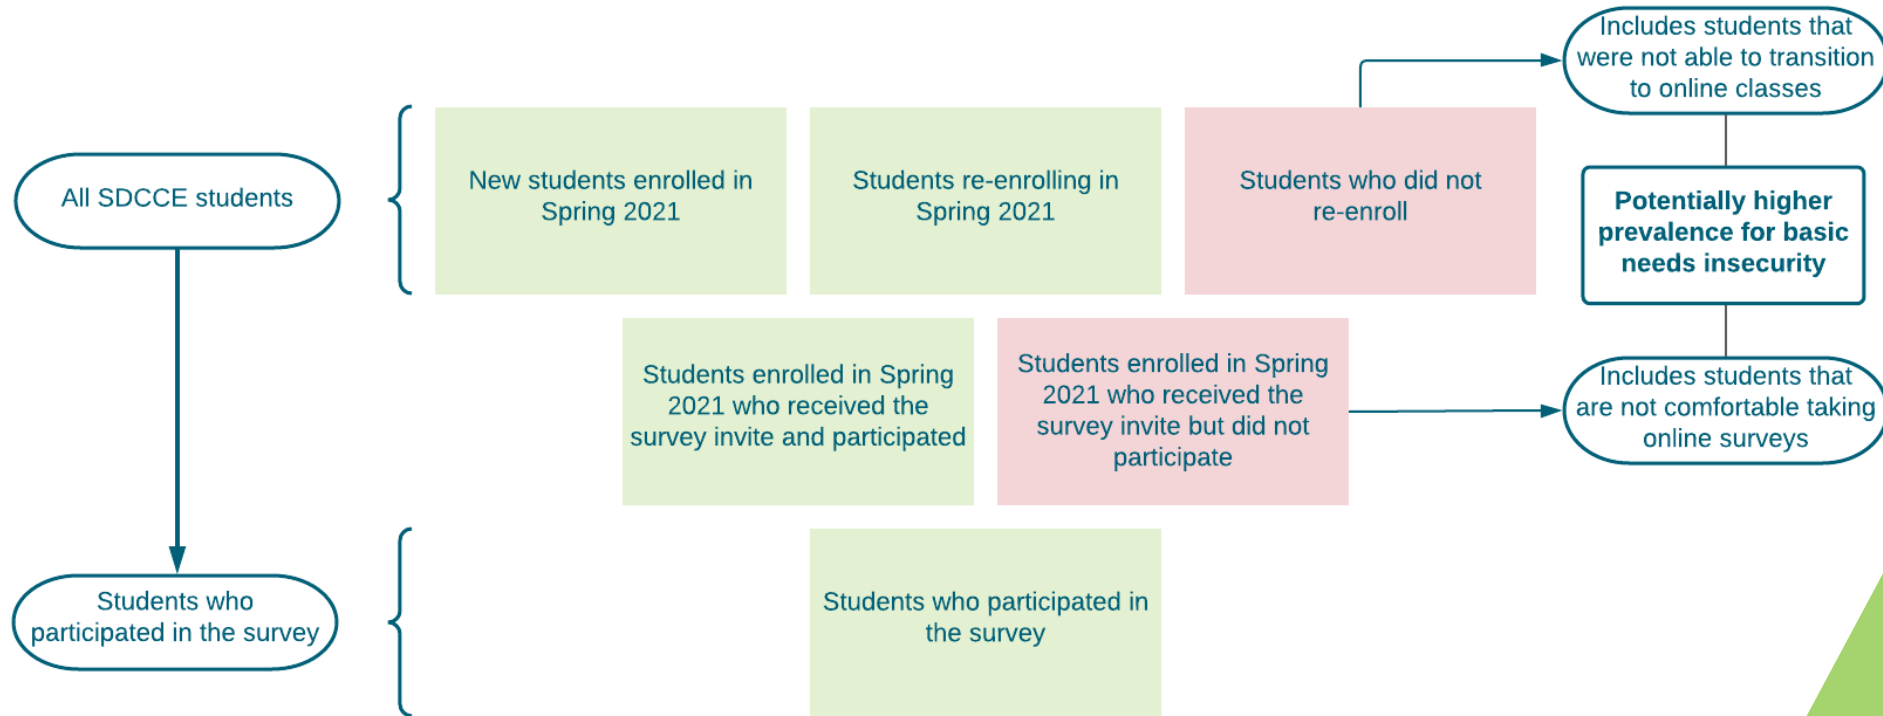 Includes students that
were not able to transition
to online classes
All SDCCE students
New students enrolled in
Spring 2021
Students re-enrolling in
Spring 2021
Students who did not
re-enroll
Potentially higher
prevalence for basic
needs insecurity
Students enrolled in Spring
2021 who received the
survey invite and participated
Students enrolled in Spring
2021 who received the
survey invite but did not
participate
Includes students that
are not comfortable taking
online surveys
Students who
participated in the survey
Students who participated in
the survey